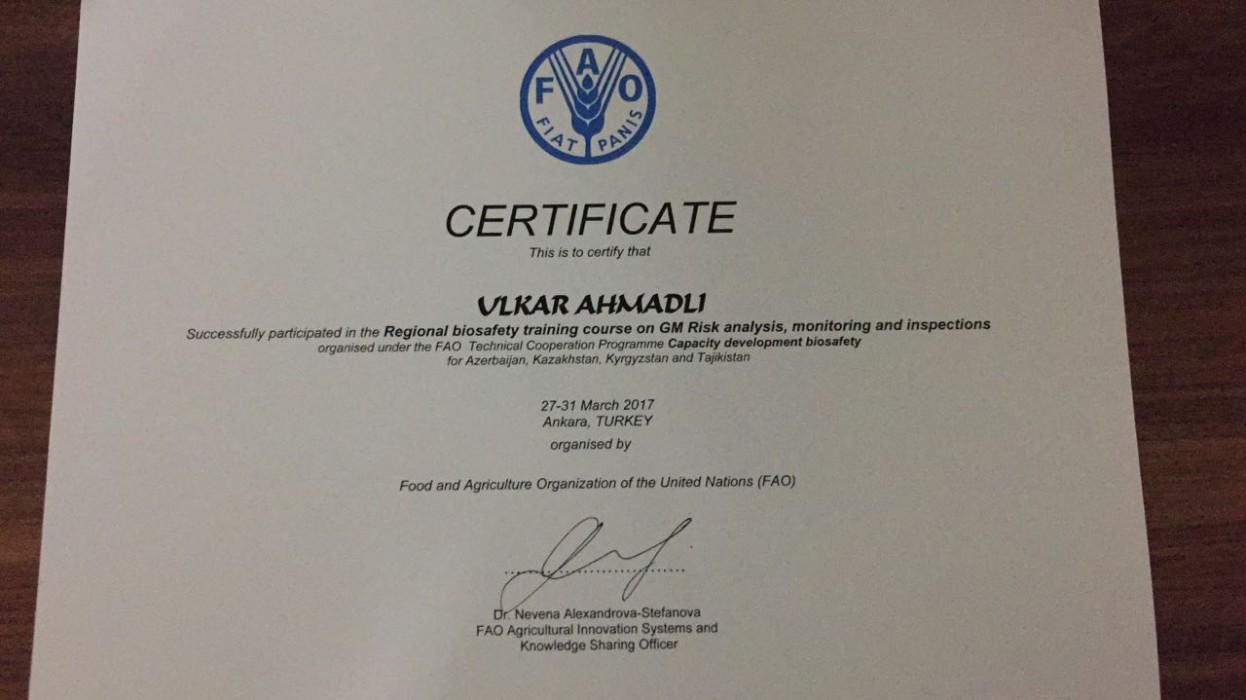 F A O
FIAT PANIS
CERTIFICATE
This is to certify that
ULKAR AHMADLI
Successfully participated in the Regional biosafety training course on GM Risk analysis, monitoring and inspections
organised under the FAO Technical Cooperation Programme Capacity development biosafety
for Azerbaijan, Kazakhstan, Kyrgyzstan and Tajikistan
27-31 March 2017
Ankara, TURKEY
organised by
Food and Agriculture Organization of the United Nations (FAO)
Dr. Nevena Alexandrova-Stefanova
FAO Agricultural Innovation Systems and
Knowledge Sharing Officer